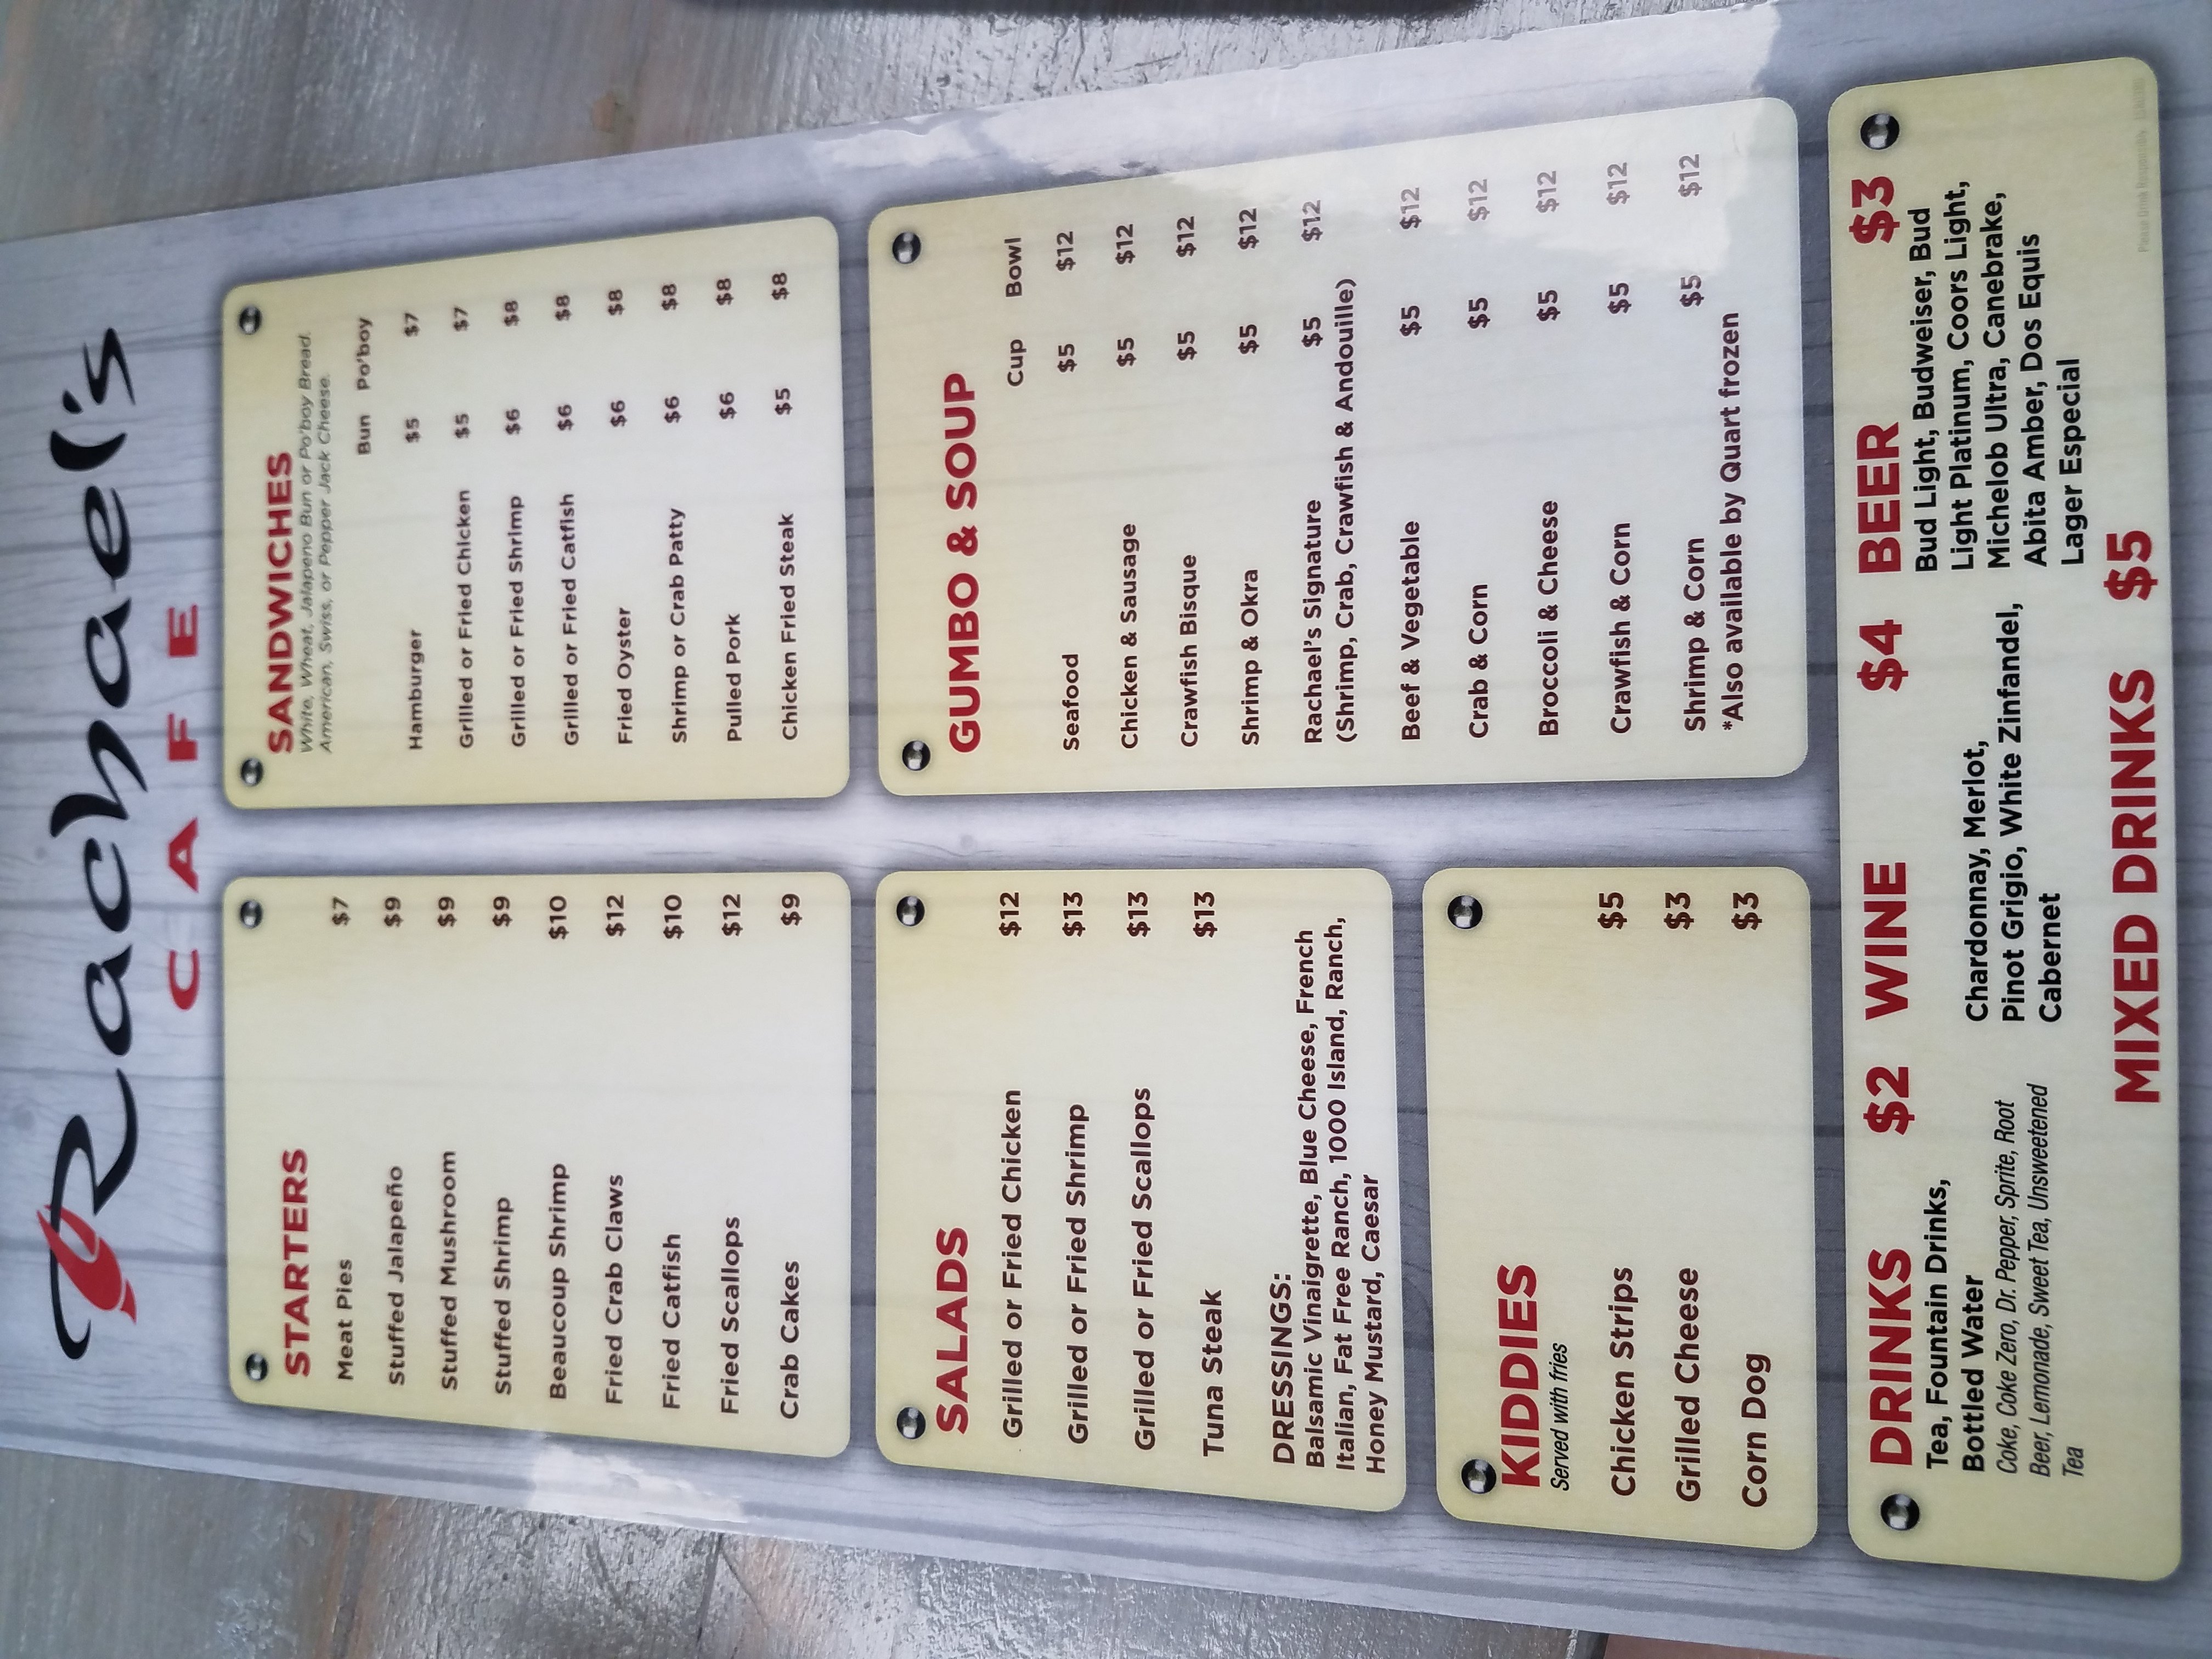 Rachael's
CAFE
STARTERS
Meat Pies $7
Stuffed Jalapeño $9
Stuffed Mushroom $9
Stuffed Shrimp $9
Beaucoup Shrimp $10
Fried Crab Claws $12
Fried Catfish $10
Fried Scallops $12
Crab Cakes $9
SANDWICHES
White, Wheat, Jalapeno Bun or Po'boy Bread.
American, Swiss, or Pepper Jack Cheese.
Bun Po'boy
Hamburger $5 $7
Grilled or Fried Chicken $5 $7
Grilled or Fried Shrimp $6 $8
Grilled or Fried Catfish $6 $8
Fried Oyster $6 $8
Shrimp or Crab Patty $6 $8
Pulled Pork $6 $8
Chicken Fried Steak $5 $8
SALADS
Grilled or Fried Chicken $12
Grilled or Fried Shrimp $13
Grilled or Fried Scallops $13
Tuna Steak $13
DRESSINGS:
Balsamic Vinaigrette, Blue Cheese, French
Italian, Fat Free Ranch, 1000 Island, Ranch,
Honey Mustard, Caesar
GUMBO & SOUP
Cup Bowl
Seafood $5 $12
Chicken & Sausage $5 $12
Crawfish Bisque $5 $12
Shrimp & Okra $5 $12
Rachael's Signature $5 $12
(Shrimp, Crab, Crawfish & Andouille)
Beef & Vegetable $5 $12
Crab & Corn $5 $12
Broccoli & Cheese $5 $12
Crawfish & Corn $5 $12
Shrimp & Corn $5 $12
*Also available by Quart frozen
KIDDIES
Served with fries
Chicken Strips $5
Grilled Cheese $3
Corn Dog $3
DRINKS $2
Tea, Fountain Drinks,
Bottled Water
Coke, Coke Zero, Dr. Pepper, Sprite, Root
Beer, Lemonade, Sweet Tea, Unsweetened
Tea
WINE $4
Chardonnay, Merlot,
Pinot Grigio, White Zinfandel,
Cabernet
BEER $3
Bud Light, Budweiser, Bud
Light Platinum, Coors Light,
Michelob Ultra, Canebrake,
Abita Amber, Dos Equis
Lager Especial
MIXED DRINKS $5
Please Drink Responsibly